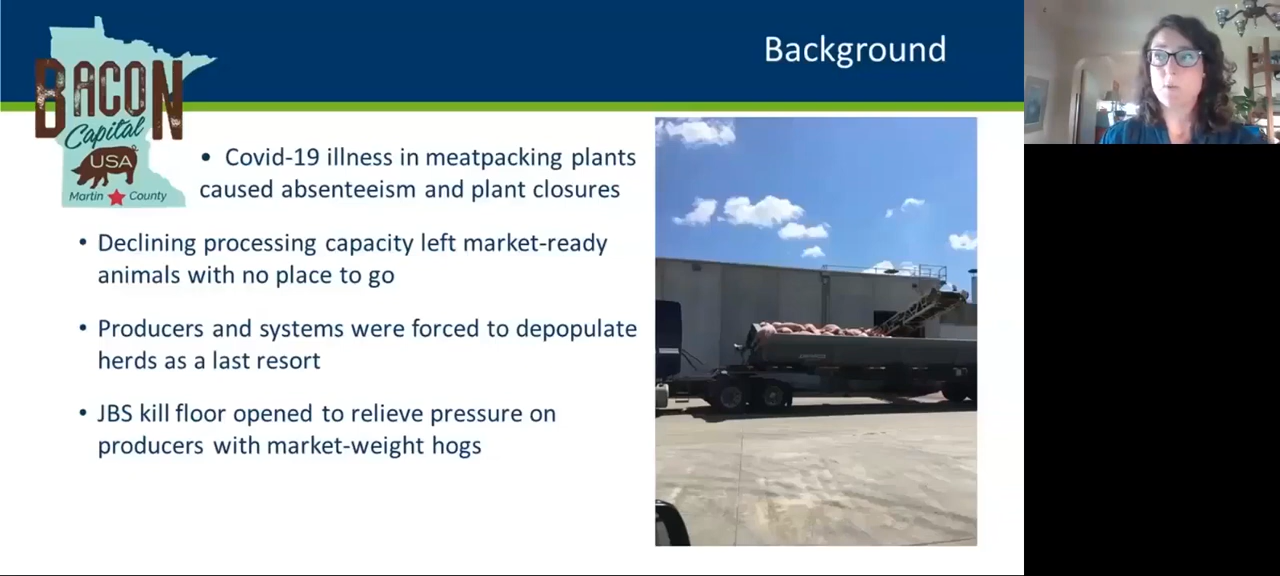 Background
BACON
Capital
USA
Martin County
• Covid-19 illness in meatpacking plants
caused absenteeism and plant closures
• Declining processing capacity left market-ready
animals with no place to go
• Producers and systems were forced to depopulate
herds as a last resort
• JBS kill floor opened to relieve pressure on
producers with market-weight hogs